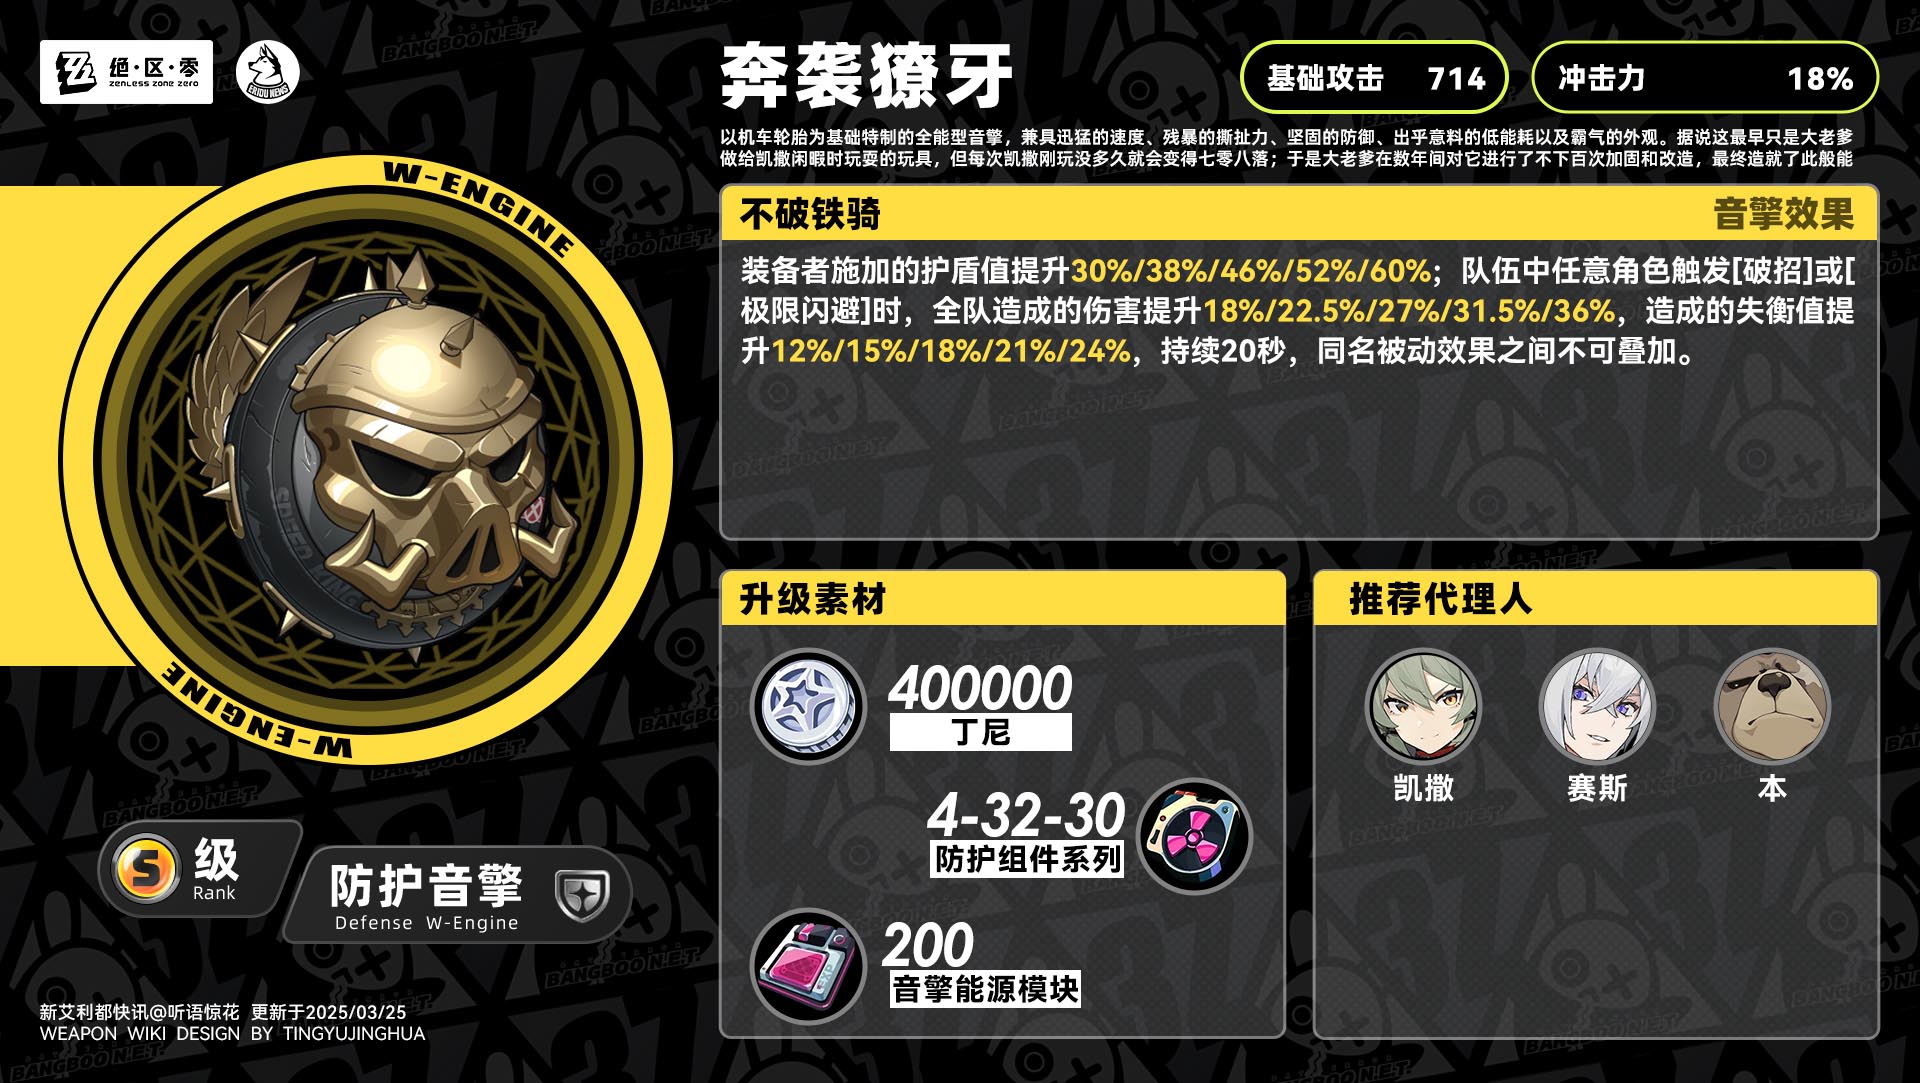 绝·区·零
ZENLESS ZONE ZERO
ERIDU NEWS
奔袭獠牙
基础攻击 714
冲击力 18%
以机车轮胎为基础特制的全能型音擎，兼具迅猛的速度、残暴的撕扯力、坚固的防御、出乎意料的低能耗以及霸气的外观。据说这最早只是大老爹
做给凯撒闲暇时玩耍的玩具，但每次凯撒刚玩没多久就会变得七零八落；于是大老爹在数年间对它进行了不下百次加固和改造，最终造就了此般能
W-ENGINE
W-ENGINE
不破铁骑
音擎效果
装备者施加的护盾值提升30%/38%/46%/52%/60%；队伍中任意角色触发[破招]或[
极限闪避]时，全队造成的伤害提升18%/22.5%/27%/31.5%/36%，造成的失衡值提
升12%/15%/18%/21%/24%，持续20秒，同名被动效果之间不可叠加。
升级素材
400000
丁尼
4-32-30
防护组件系列
200
音擎能源模块
推荐代理人
凯撒
赛斯
本
S
级
Rank
防护音擎
Defense W-Engine
新艾利都快讯@听语惊花 更新于2025/03/25
WEAPON WIKI DESIGN BY TINGYUJINGHUA
BANGBOO N.E.T.